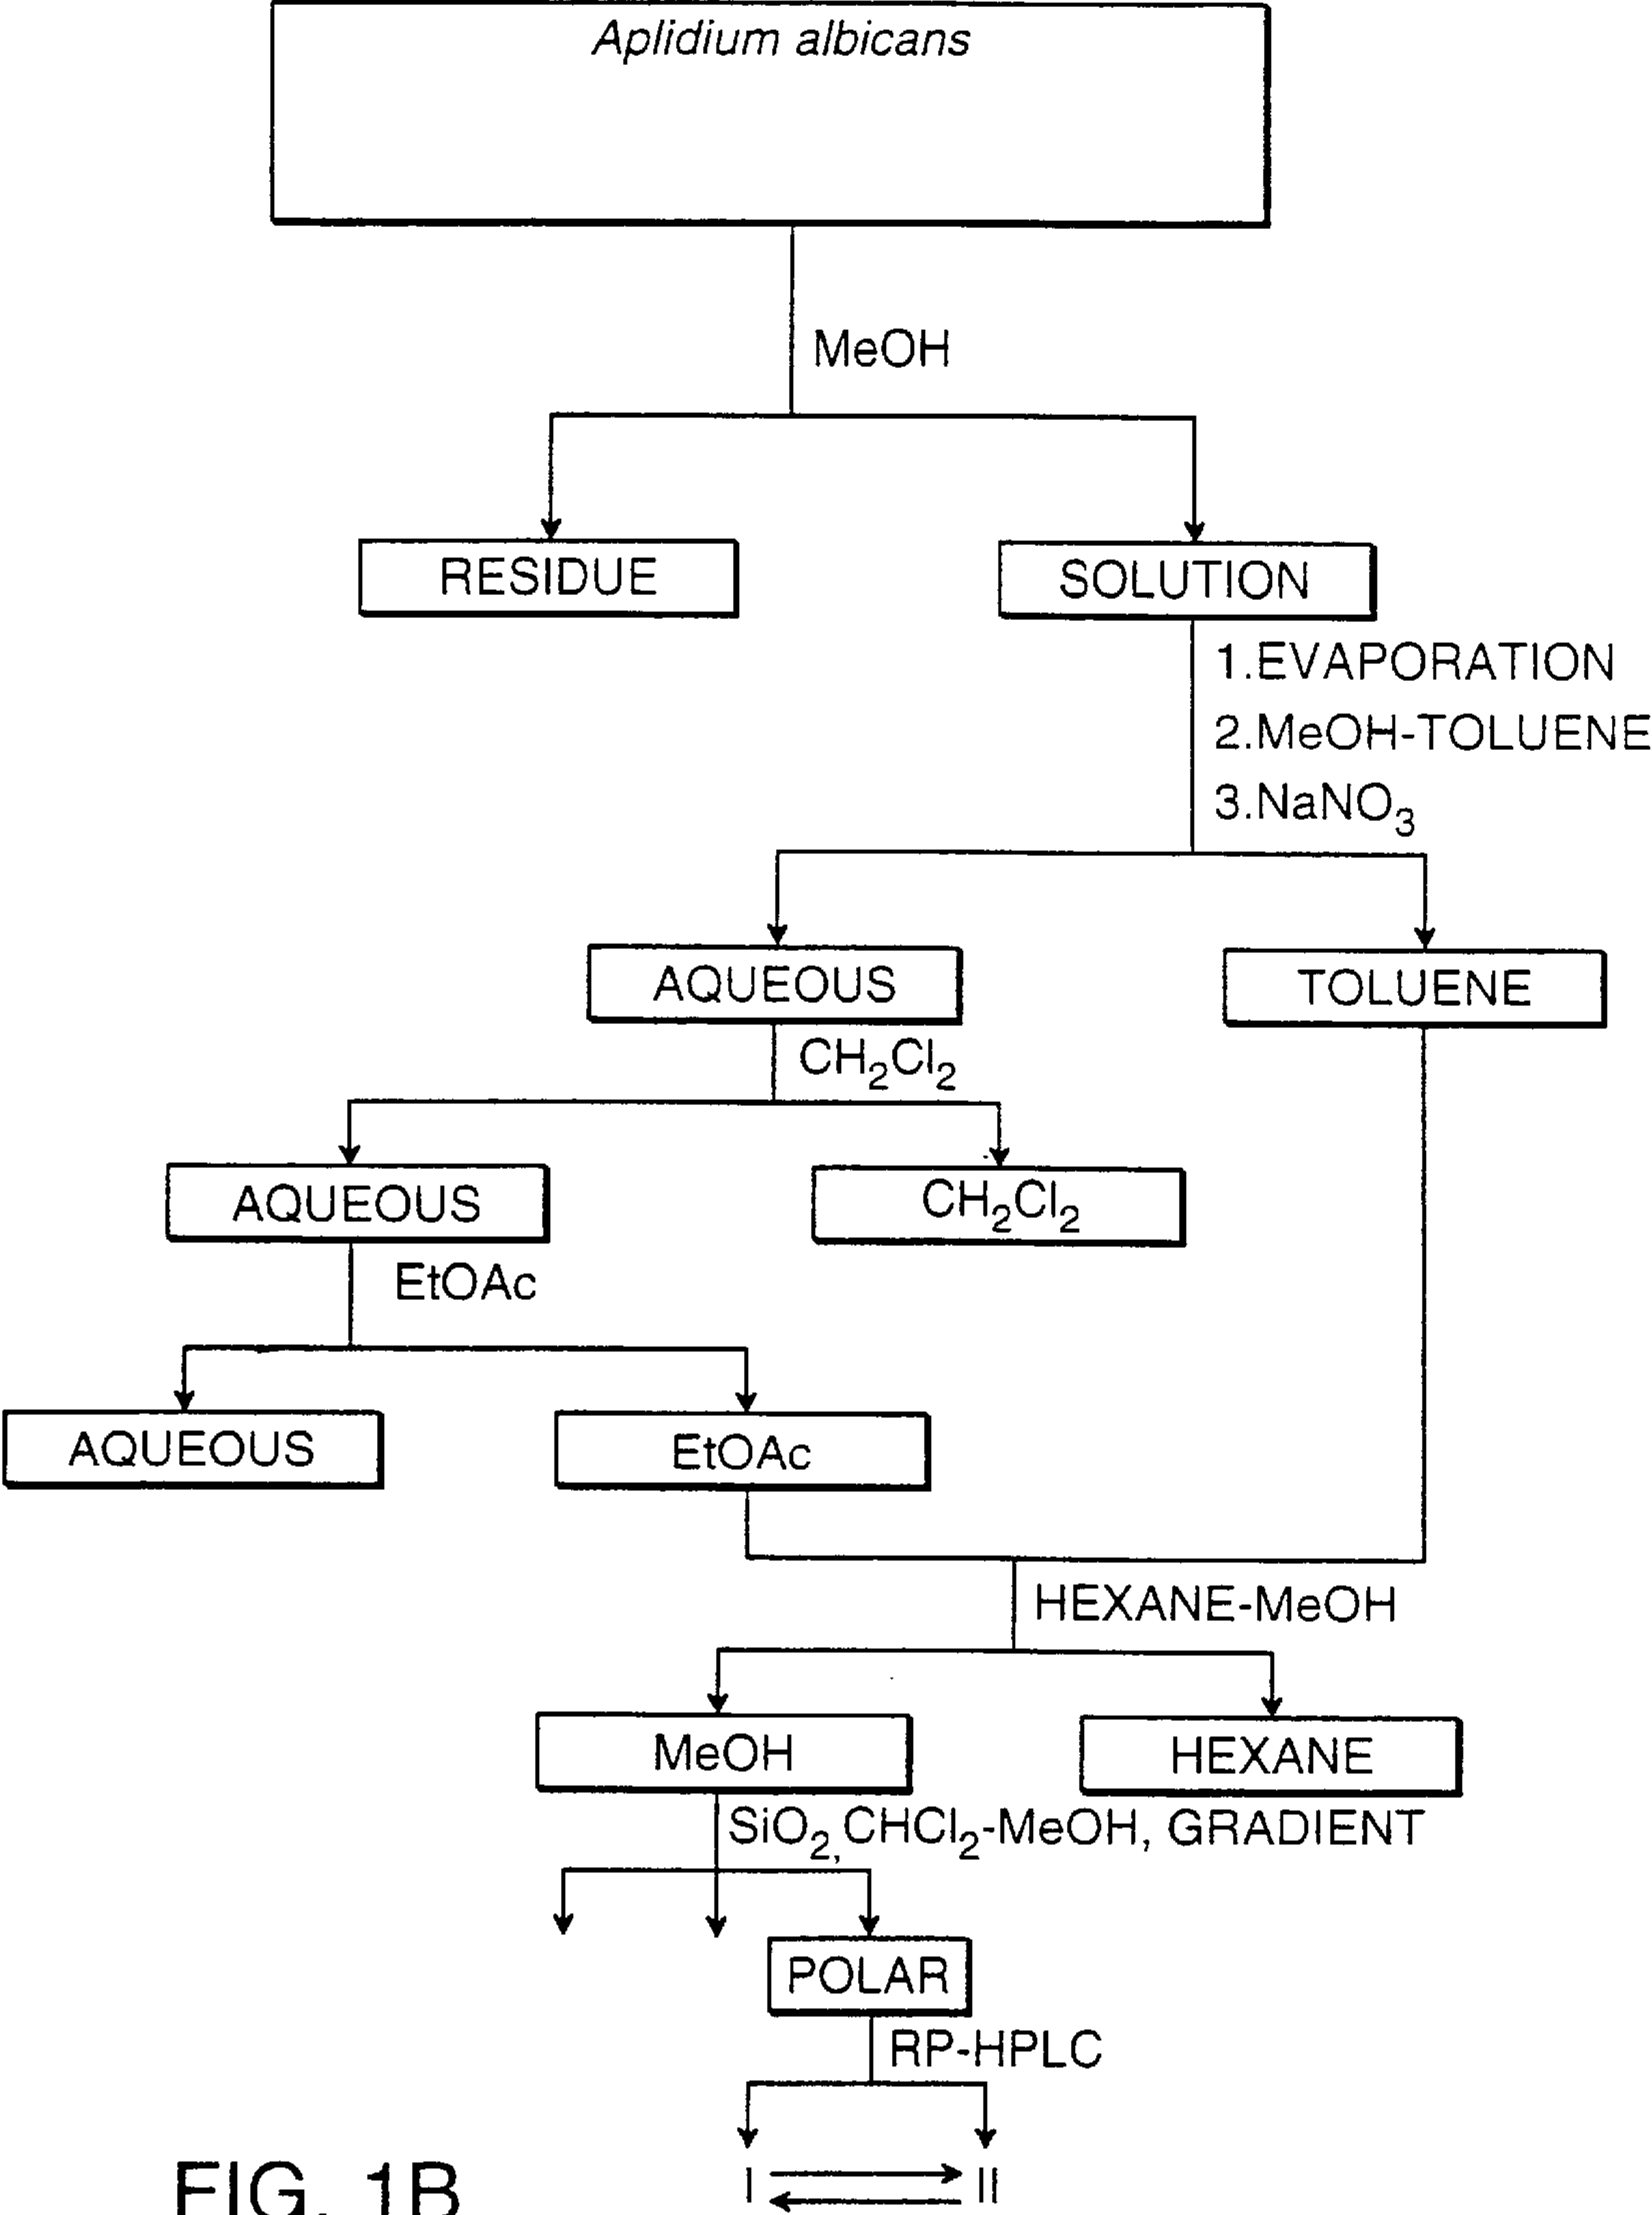 Aplidium albicans
MeOH
RESIDUE
SOLUTION
1.EVAPORATION
2.MeOH-TOLUENE
3.NaNO3
AQUEOUS
TOLUENE
CH2Cl2
AQUEOUS
CH2Cl2
EtOAc
AQUEOUS
EtOAc
HEXANE-MeOH
MeOH
HEXANE
SiO2, CHCl2-MeOH, GRADIENT
POLAR
RP-HPLC
I
II
FIG. 1B